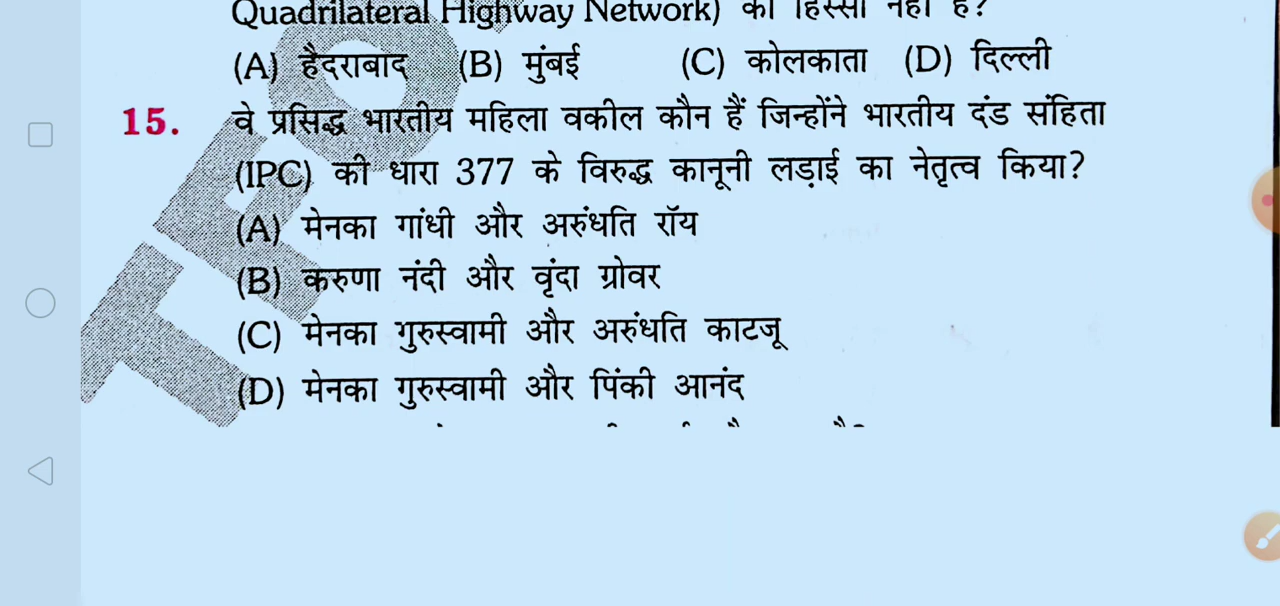 Quadrilateral Highway Network) का हिस्सा नहीं है?
(A) हैदराबाद (B) मुंबई (C) कोलकाता (D) दिल्ली
15. वे प्रसिद्ध भारतीय महिला वकील कौन हैं जिन्होंने भारतीय दंड संहिता
(IPC) की धारा 377 के विरुद्ध कानूनी लड़ाई का नेतृत्व किया?
(A) मेनका गांधी और अरुंधति रॉय
(B) करुणा नंदी और वृंदा ग्रोवर
(C) मेनका गुरुस्वामी और अरुंधति काटजू
(D) मेनका गुरुस्वामी और पिंकी आनंद